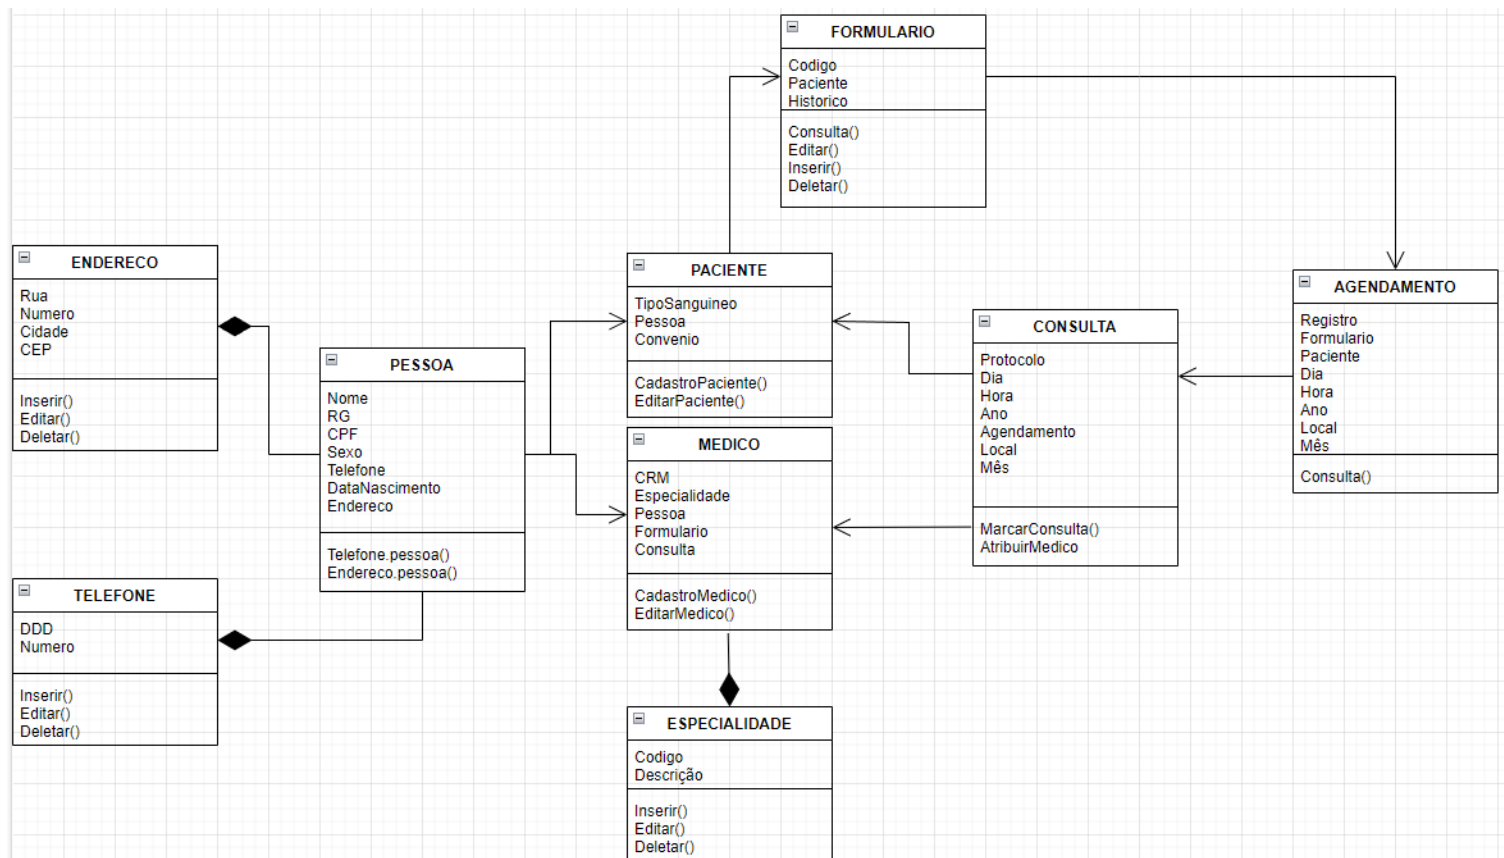 FORMULARIO
Codigo
Paciente
Historico
Consulta()
Editar()
Inserir()
Deletar()
ENDERECO
Rua
Numero
Cidade
CEP
Inserir()
Editar()
Deletar()
PESSOA
Nome
RG
CPF
Sexo
Telefone
DataNascimento
Endereco
Telefone.pessoa()
Endereco.pessoa()
TELEFONE
DDD
Numero
Inserir()
Editar()
Deletar()
PACIENTE
TipoSanguineo
Pessoa
Convenio
CadastroPaciente()
EditarPaciente()
MEDICO
CRM
Especialidade
Pessoa
Formulario
Consulta
CadastroMedico()
EditarMedico()
ESPECIALIDADE
Codigo
Descrição
Inserir()
Editar()
Deletar()
CONSULTA
Protocolo
Dia
Hora
Ano
Agendamento
Local
Mês
MarcarConsulta()
AtribuirMedico
AGENDAMENTO
Registro
Formulario
Paciente
Dia
Hora
Ano
Local
Mês
Consulta()